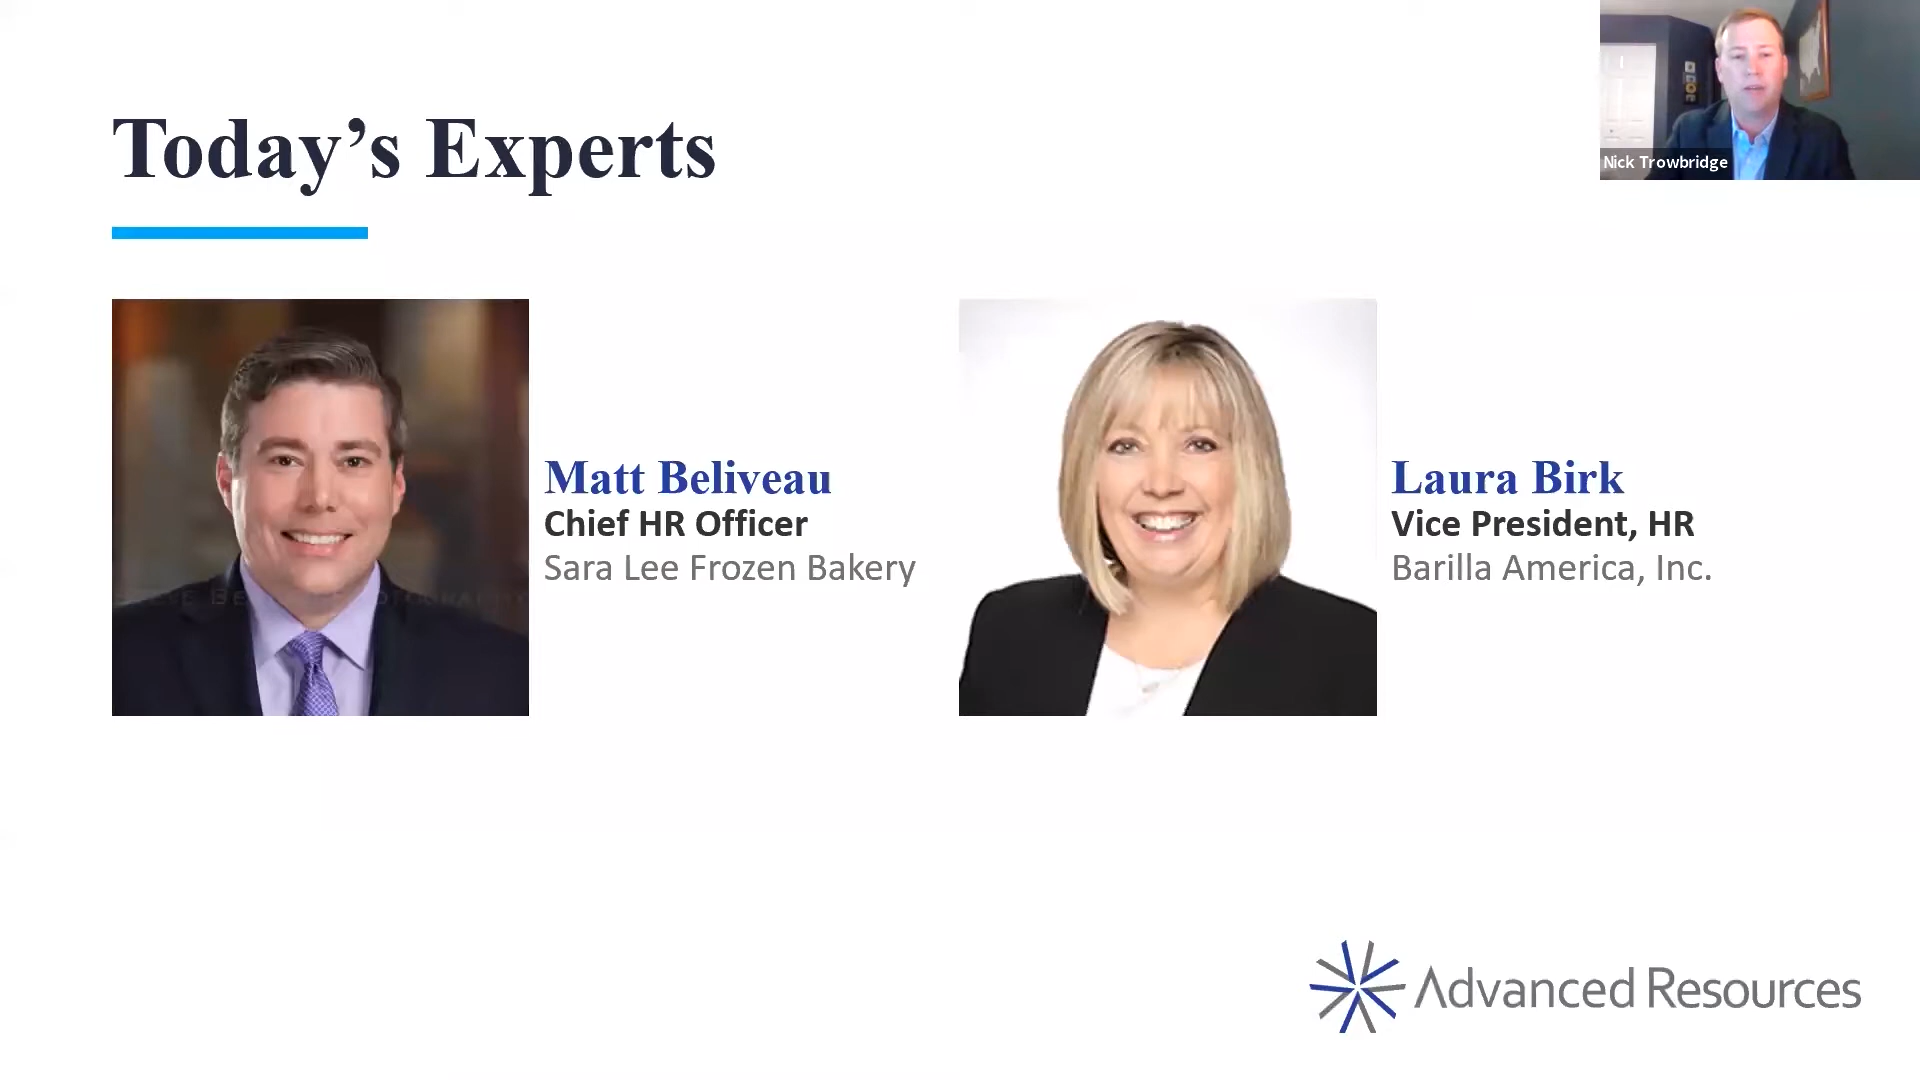 Today’s Experts
Nick Trowbridge
Matt Beliveau
Chief HR Officer
Sara Lee Frozen Bakery
Laura Birk
Vice President, HR
Barilla America, Inc.
Advanced Resources